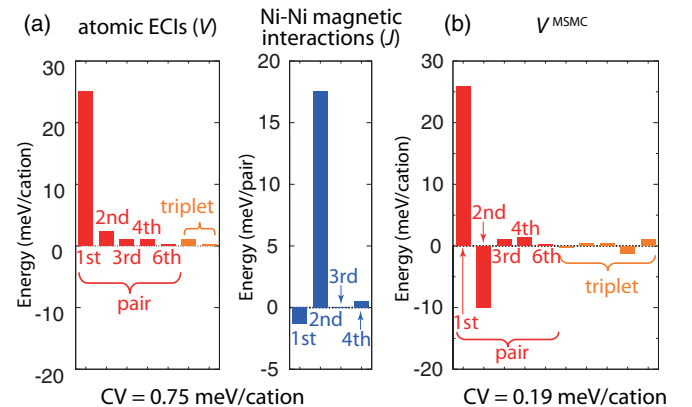 (a)
atomic ECIs (V)
Energy (meV/cation)
30
20
10
0
-10
-20
1st
2nd
3rd
4th
6th
pair
triplet
Ni-Ni magnetic
interactions (J)
Energy (meV/pair)
20
15
10
5
0
-5
1st
2nd
3rd
4th
CV = 0.75 meV/cation
(b)
V MSMC
Energy (meV/cation)
30
20
10
0
-10
-20
1st
2nd
3rd
4th
6th
pair
triplet
CV = 0.19 meV/cation